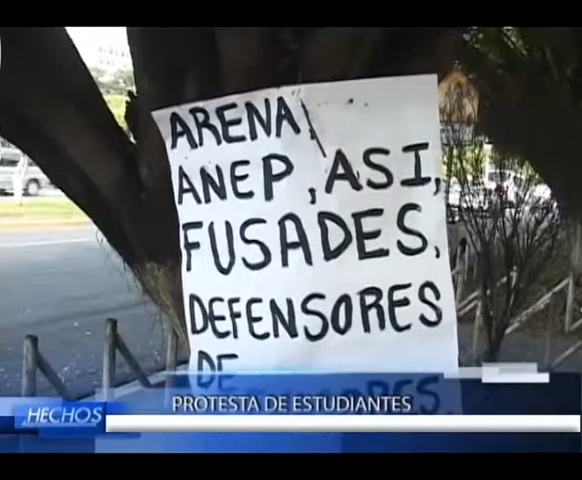 ARENA,
ANEP, ASI,
FUSADES,
DEFENSORES
DE
PROTESTA DE ESTUDIANTES
HECHOS